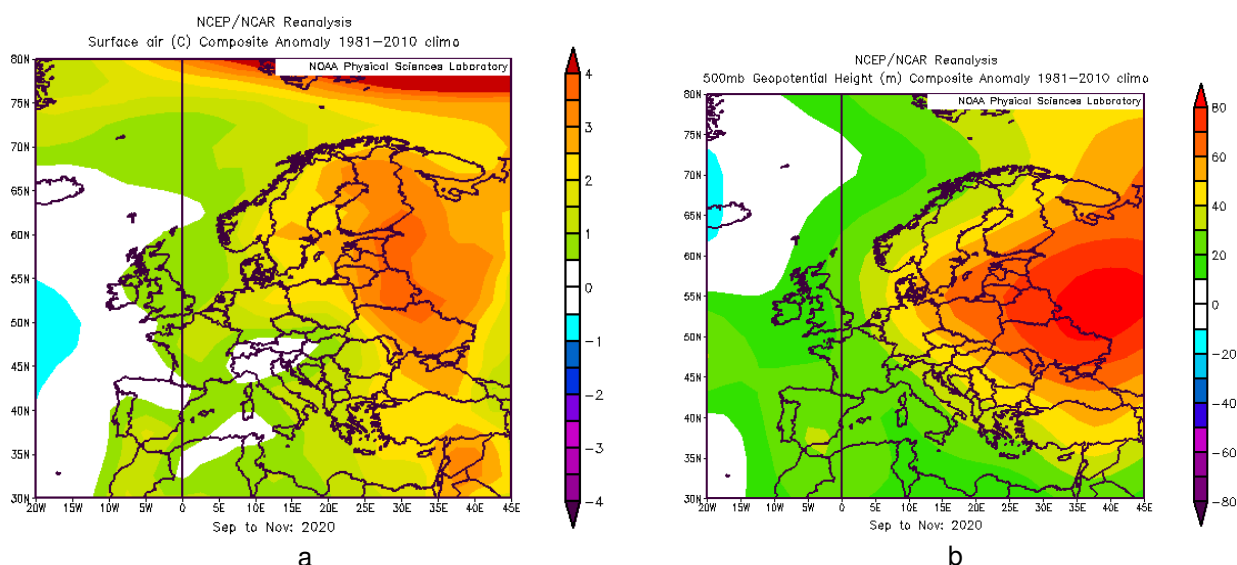 NCEP/NCAR Reanalysis
Surface air (C) Composite Anomaly 1981-2010 climo
NOAA Physical Sciences Laboratory
80N
75N
70N
65N
60N
55N
50N
45N
40N
35N
30N
20W 15W 10W 5W 0 5E 10E 15E 20E 25E 30E 35E 40E 45E
Sep to Nov: 2020
4
3
2
1
0
-1
-2
-3
-4
a
NCEP/NCAR Reanalysis
500mb Geopotential Height (m) Composite Anomaly 1981-2010 climo
NOAA Physical Sciences Laboratory
80N
75N
70N
65N
60N
55N
50N
45N
40N
35N
30N
20W 15W 10W 5W 0 5E 10E 15E 20E 25E 30E 35E 40E 45E
Sep to Nov: 2020
80
60
40
20
0
-20
-40
-60
-80
b